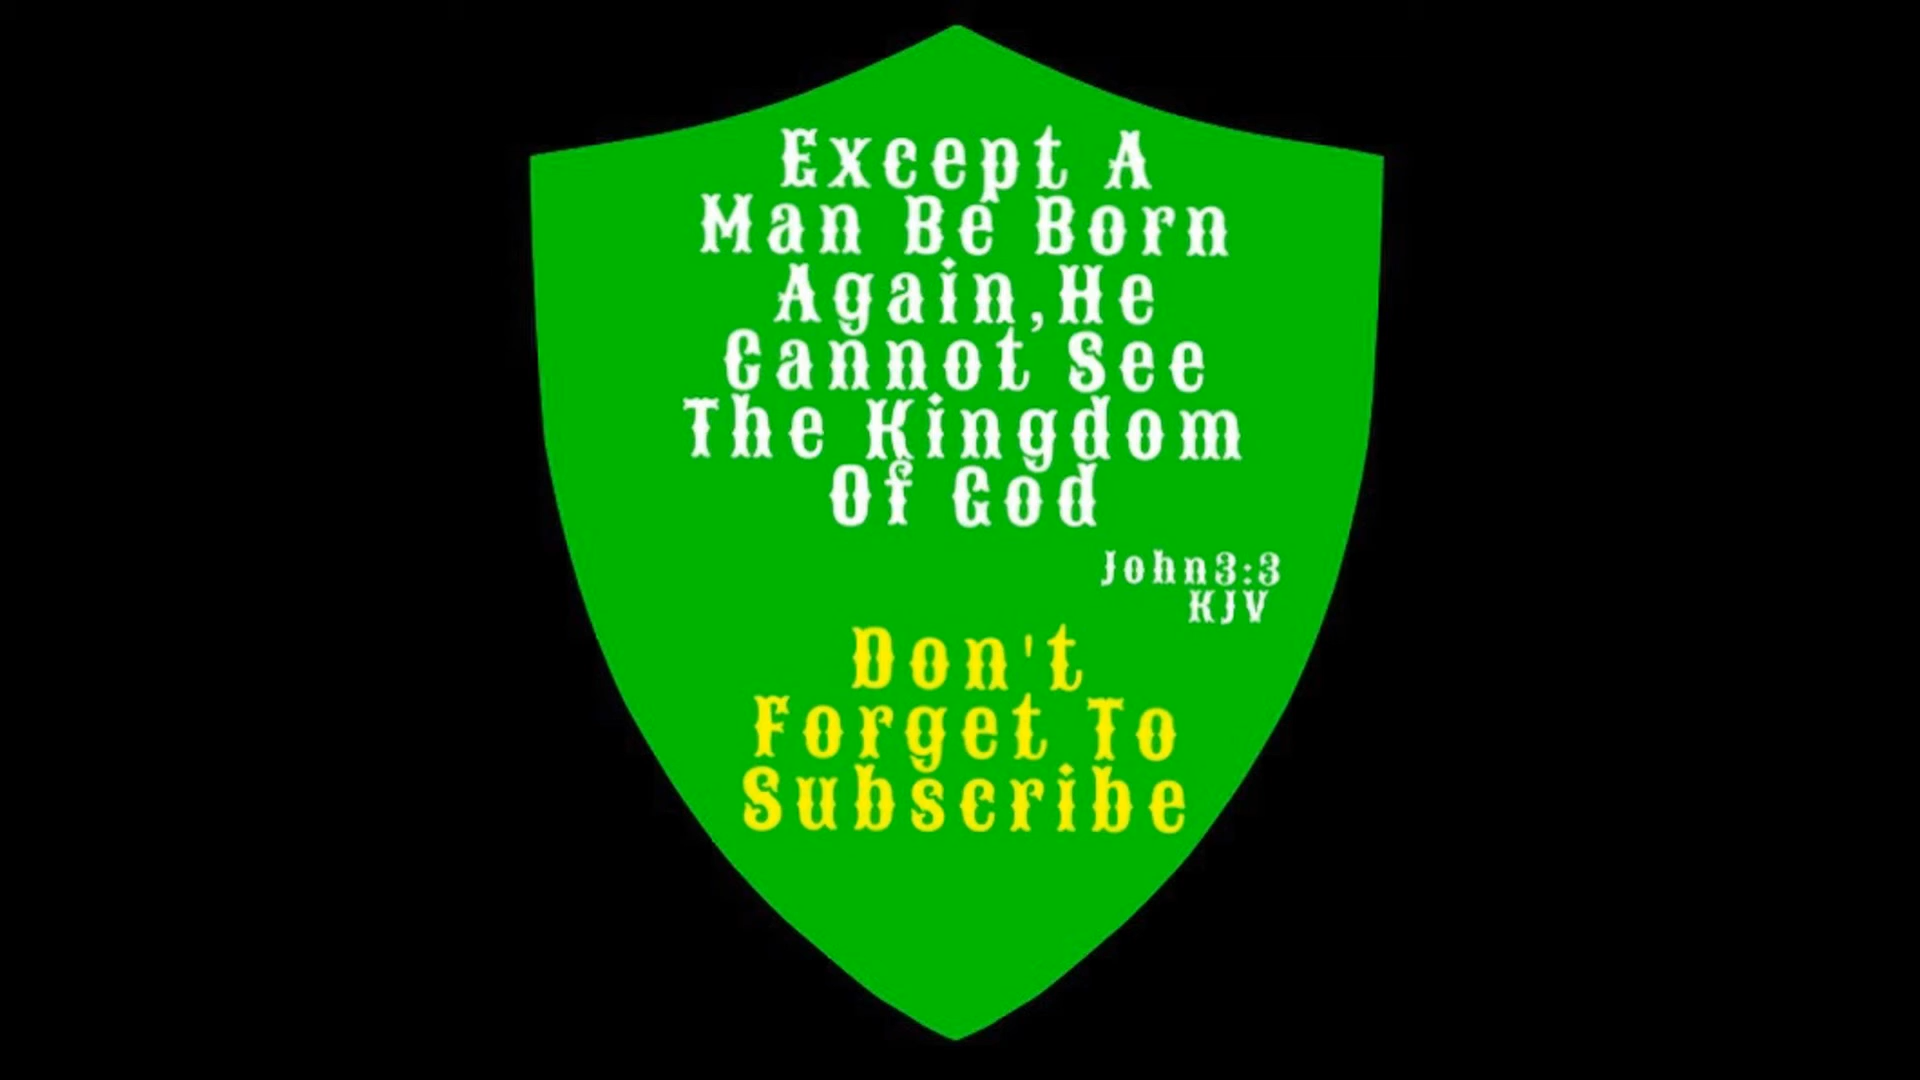 Except A
Man Be Born
Again,He
Cannot See
The Kingdom
Of God
John3:3
KJV
Don't
Forget To
Subscribe